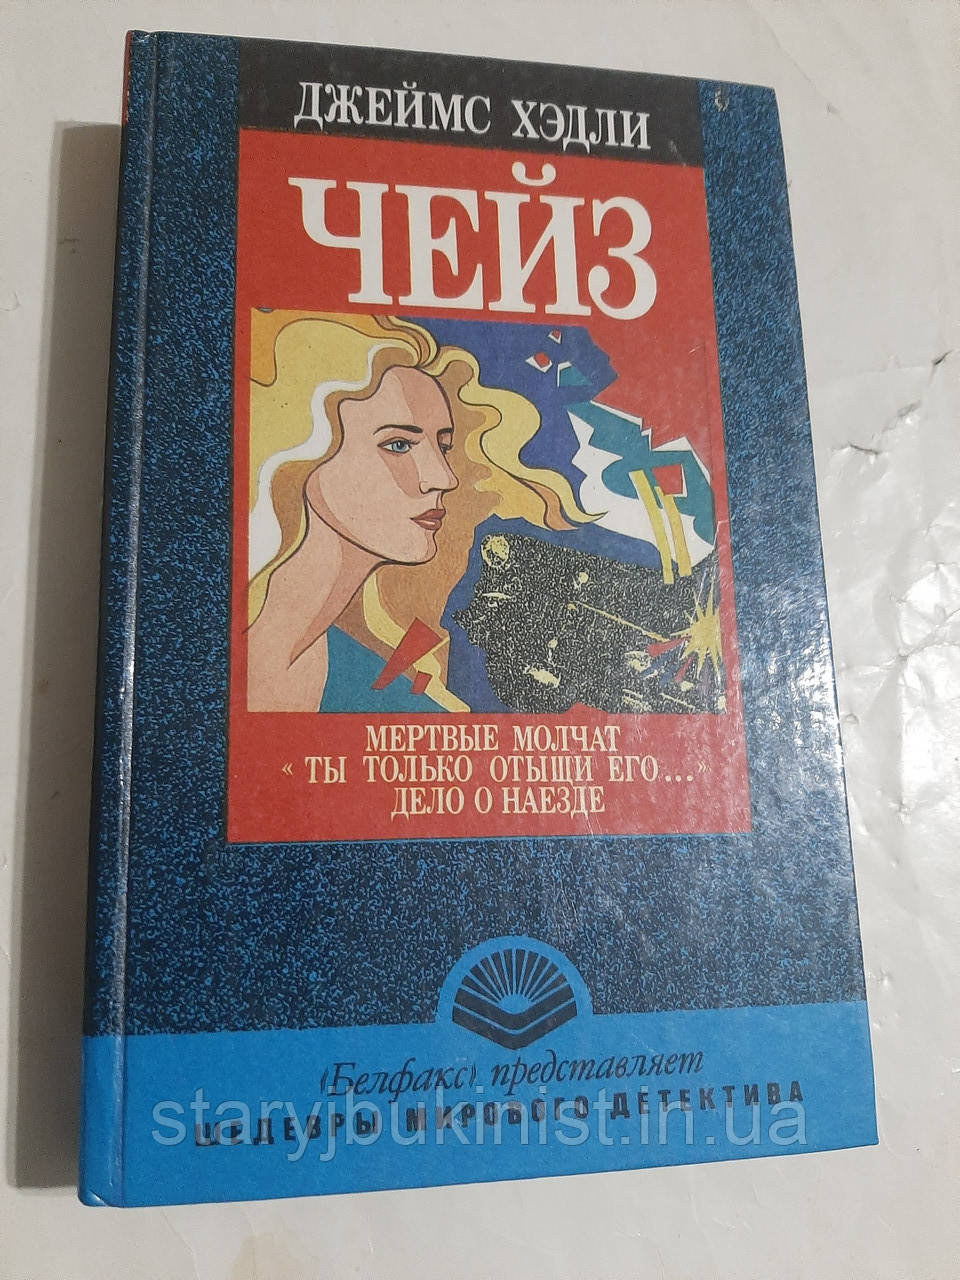 ДЖЕЙМС ХЭДЛИ
ЧЕЙЗ
МЕРТВЫЕ МОЛЧАТ
« ТЫ ТОЛЬКО ОТЫЩИ ЕГО... »
ДЕЛО О НАЕЗДЕ
«Белфакс» представляет
ШЕДЕВРЫ МИРОВОГО ДЕТЕКТИВА
staryjbukinist.in.ua